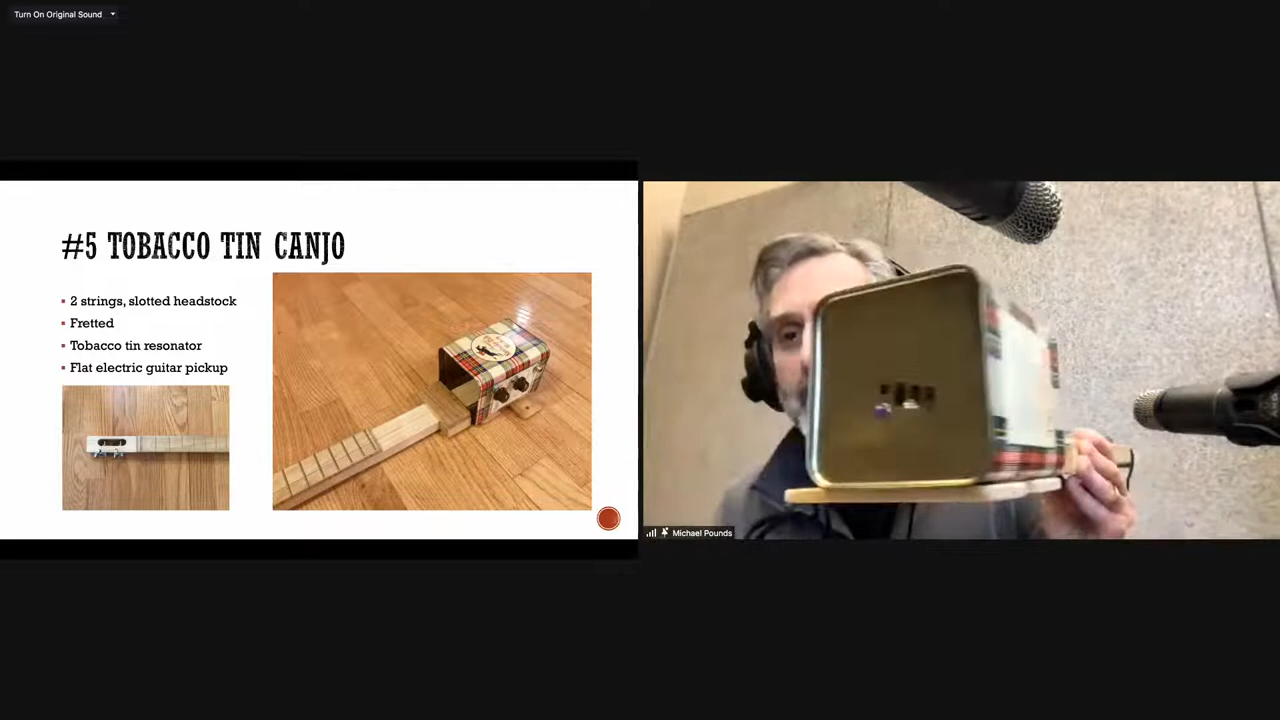 Turn On Original Sound
#5 TOBACCO TIN CANJO
▪ 2 strings, slotted headstock
▪ Fretted
▪ Tobacco tin resonator
▪ Flat electric guitar pickup
Michael Pounds